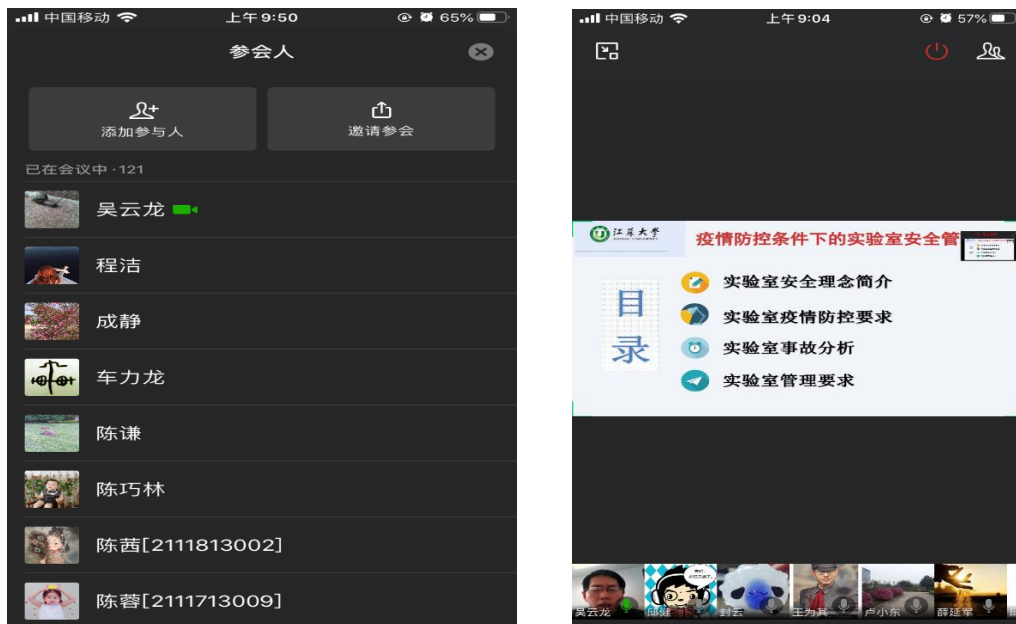 中国移动
上午9:50
65%
参会人
添加参与人
邀请参会
已在会议中 ·121
吴云龙
程洁
成静
车力龙
陈谦
陈巧林
陈茜[2111813002]
陈蓉[2111713009]
中国移动
上午9:04
57%
江苏大学
疫情防控条件下的实验室安全管
目录
实验室安全理念简介
实验室疫情防控要求
实验室事故分析
实验室管理要求
吴云龙
邱健
封云
王为其
卢小东
薛延军